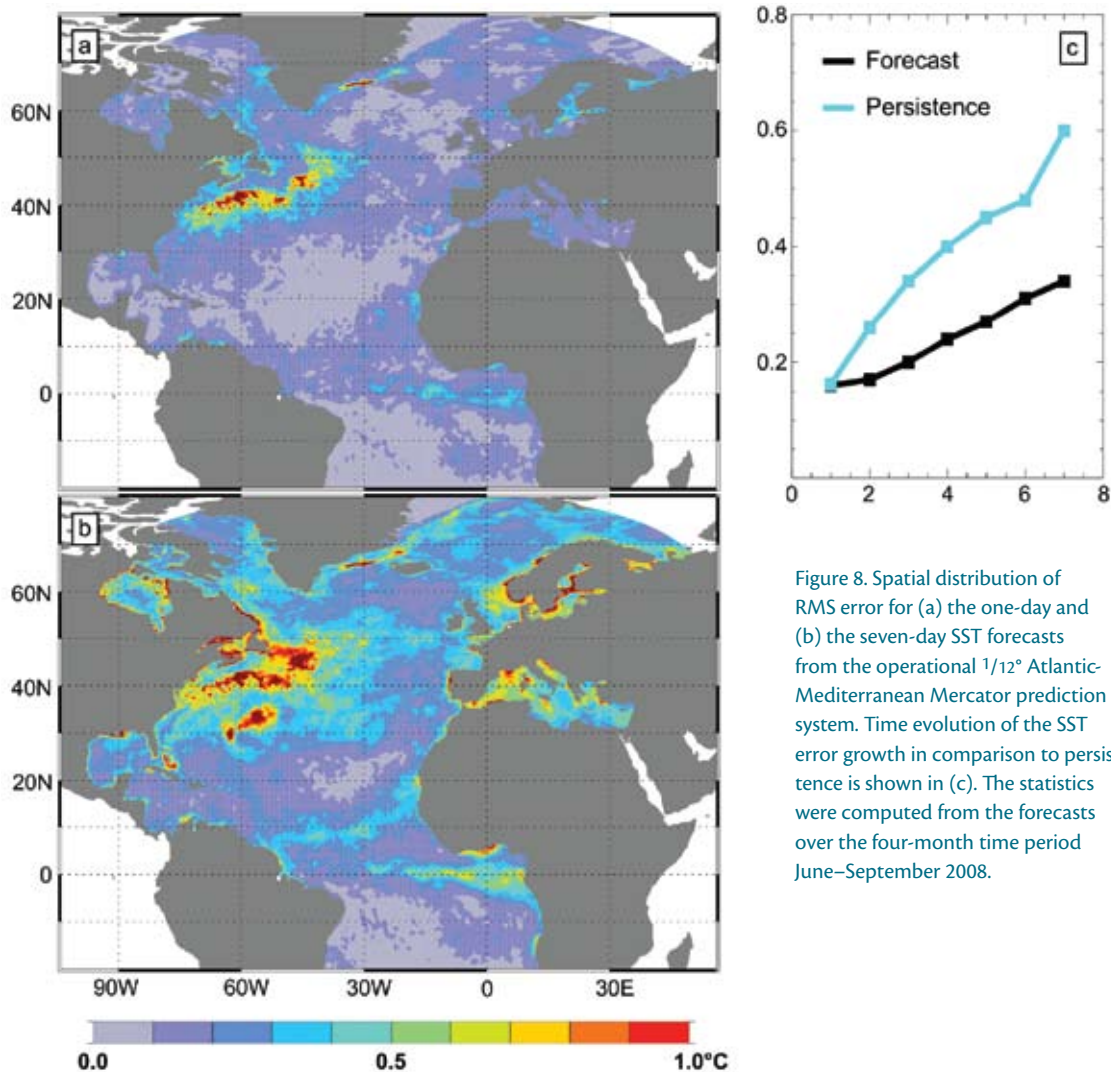 a
60N
40N
20N
0
b
60N
40N
20N
0
90W 60W 30W 0 30E
0.0 0.5 1.0°C
c
0.8
0.6
0.4
0.2
0 2 4 6 8
Forecast
Persistence
Figure 8. Spatial distribution of
RMS error for (a) the one-day and
(b) the seven-day SST forecasts
from the operational 1/12° Atlantic-
Mediterranean Mercator prediction
system. Time evolution of the SST
error growth in comparison to persis
tence is shown in (c). The statistics
were computed from the forecasts
over the four-month time period
June–September 2008.